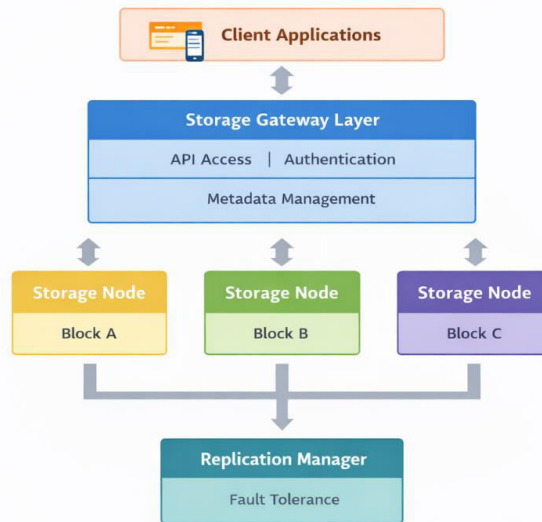 Client Applications
Storage Gateway Layer
API Access | Authentication
Metadata Management
Storage Node
Block A
Storage Node
Block B
Storage Node
Block C
Replication Manager
Fault Tolerance